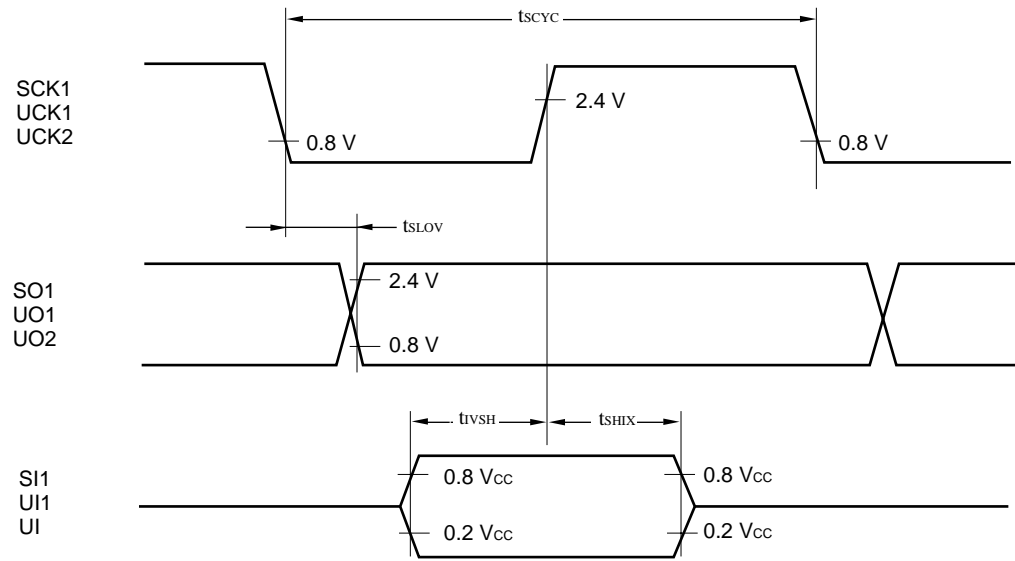 tSCYC
SCK1
UCK1
UCK2
2.4 V
0.8 V
0.8 V
tSLOV
SO1
UO1
UO2
2.4 V
0.8 V
tIVSH
tSHIX
SI1
UI1
UI
0.8 VCC
0.8 VCC
0.2 VCC
0.2 VCC